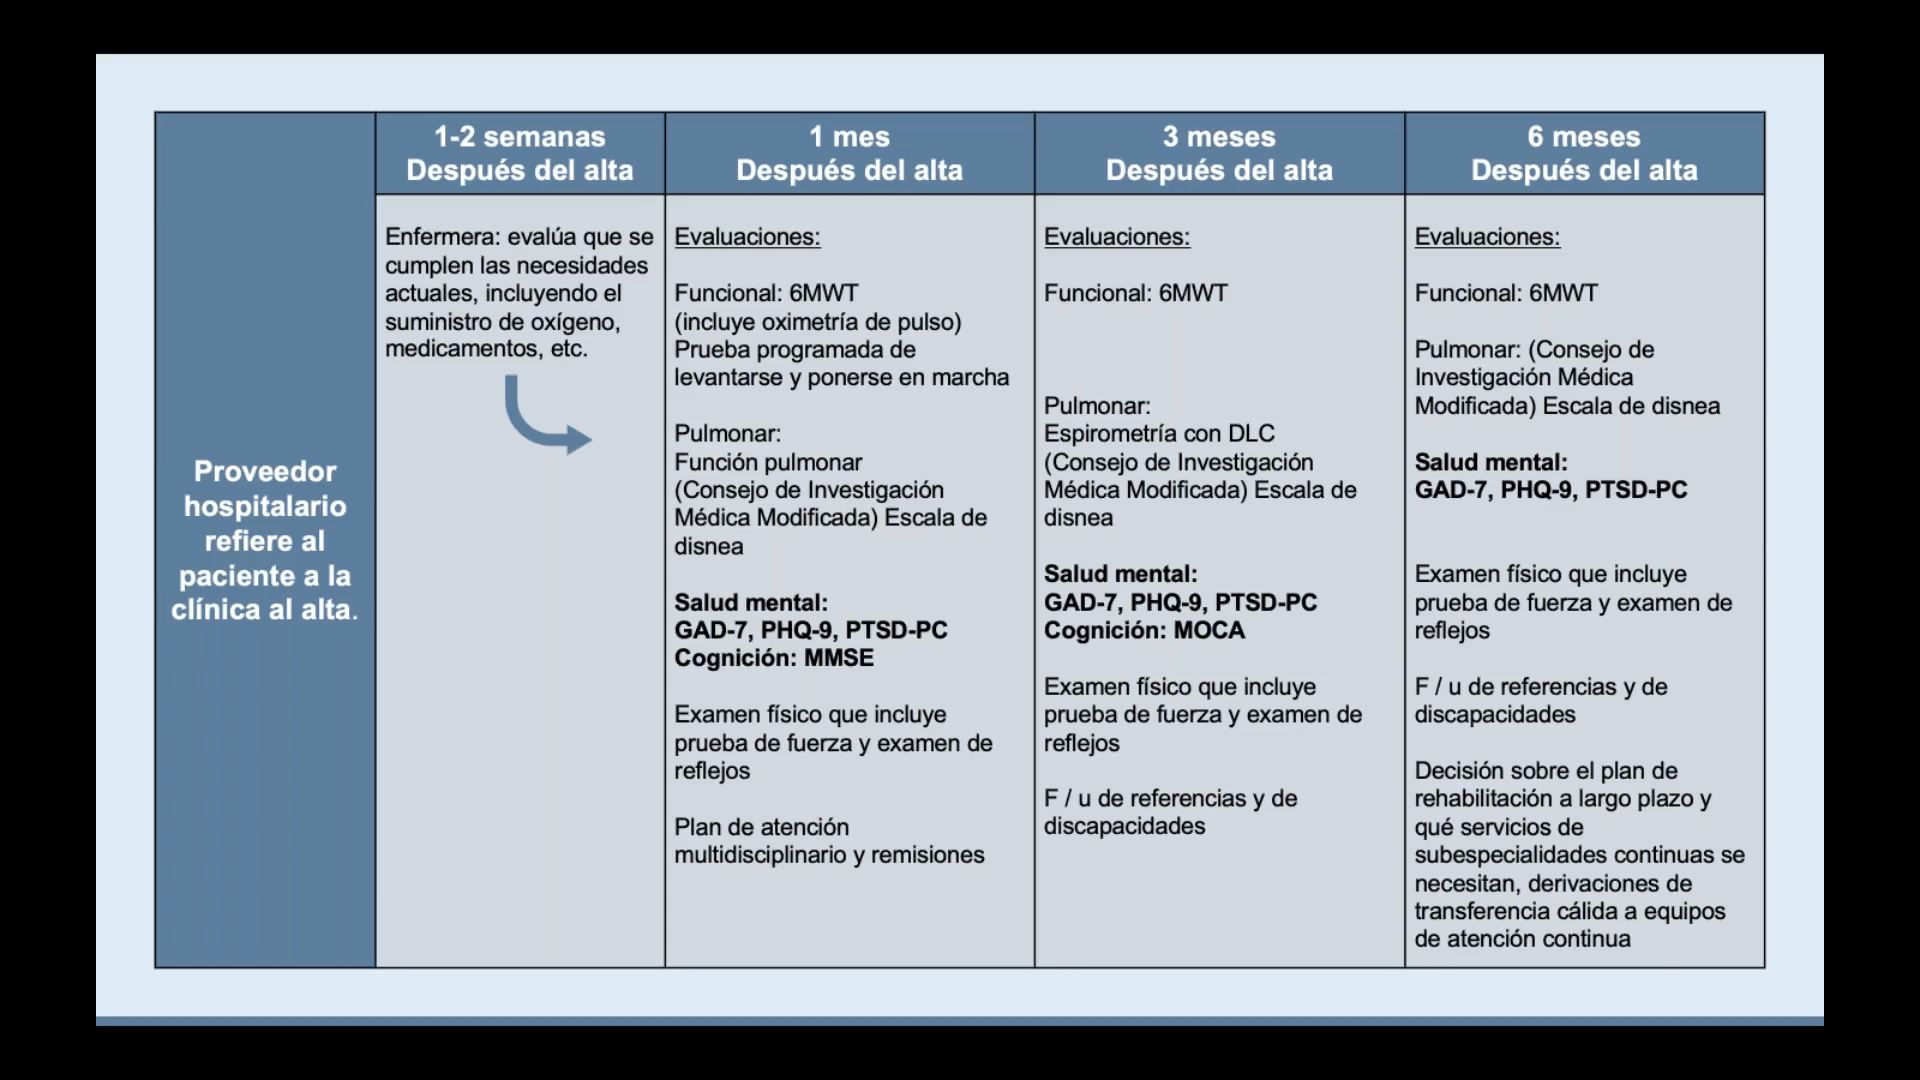 Proveedor
hospitalario
refiere al
paciente a la
clínica al alta.
1-2 semanas
Después del alta
Enfermera: evalúa que se
cumplen las necesidades
actuales, incluyendo el
suministro de oxígeno,
medicamentos, etc.
1 mes
Después del alta
Evaluaciones:
Funcional: 6MWT
(incluye oximetría de pulso)
Prueba programada de
levantarse y ponerse en marcha
Pulmonar:
Función pulmonar
(Consejo de Investigación
Médica Modificada) Escala de
disnea
Salud mental:
GAD-7, PHQ-9, PTSD-PC
Cognición: MMSE
Examen físico que incluye
prueba de fuerza y examen de
reflejos
Plan de atención
multidisciplinario y remisiones
3 meses
Después del alta
Evaluaciones:
Funcional: 6MWT
Pulmonar:
Espirometría con DLC
(Consejo de Investigación
Médica Modificada) Escala de
disnea
Salud mental:
GAD-7, PHQ-9, PTSD-PC
Cognición: MOCA
Examen físico que incluye
prueba de fuerza y examen de
reflejos
F / u de referencias y de
discapacidades
6 meses
Después del alta
Evaluaciones:
Funcional: 6MWT
Pulmonar: (Consejo de
Investigación Médica
Modificada) Escala de disnea
Salud mental:
GAD-7, PHQ-9, PTSD-PC
Examen físico que incluye
prueba de fuerza y examen de
reflejos
F / u de referencias y de
discapacidades
Decisión sobre el plan de
rehabilitación a largo plazo y
qué servicios de
subespecialidades continuas se
necesitan, derivaciones de
transferencia cálida a equipos
de atención continua